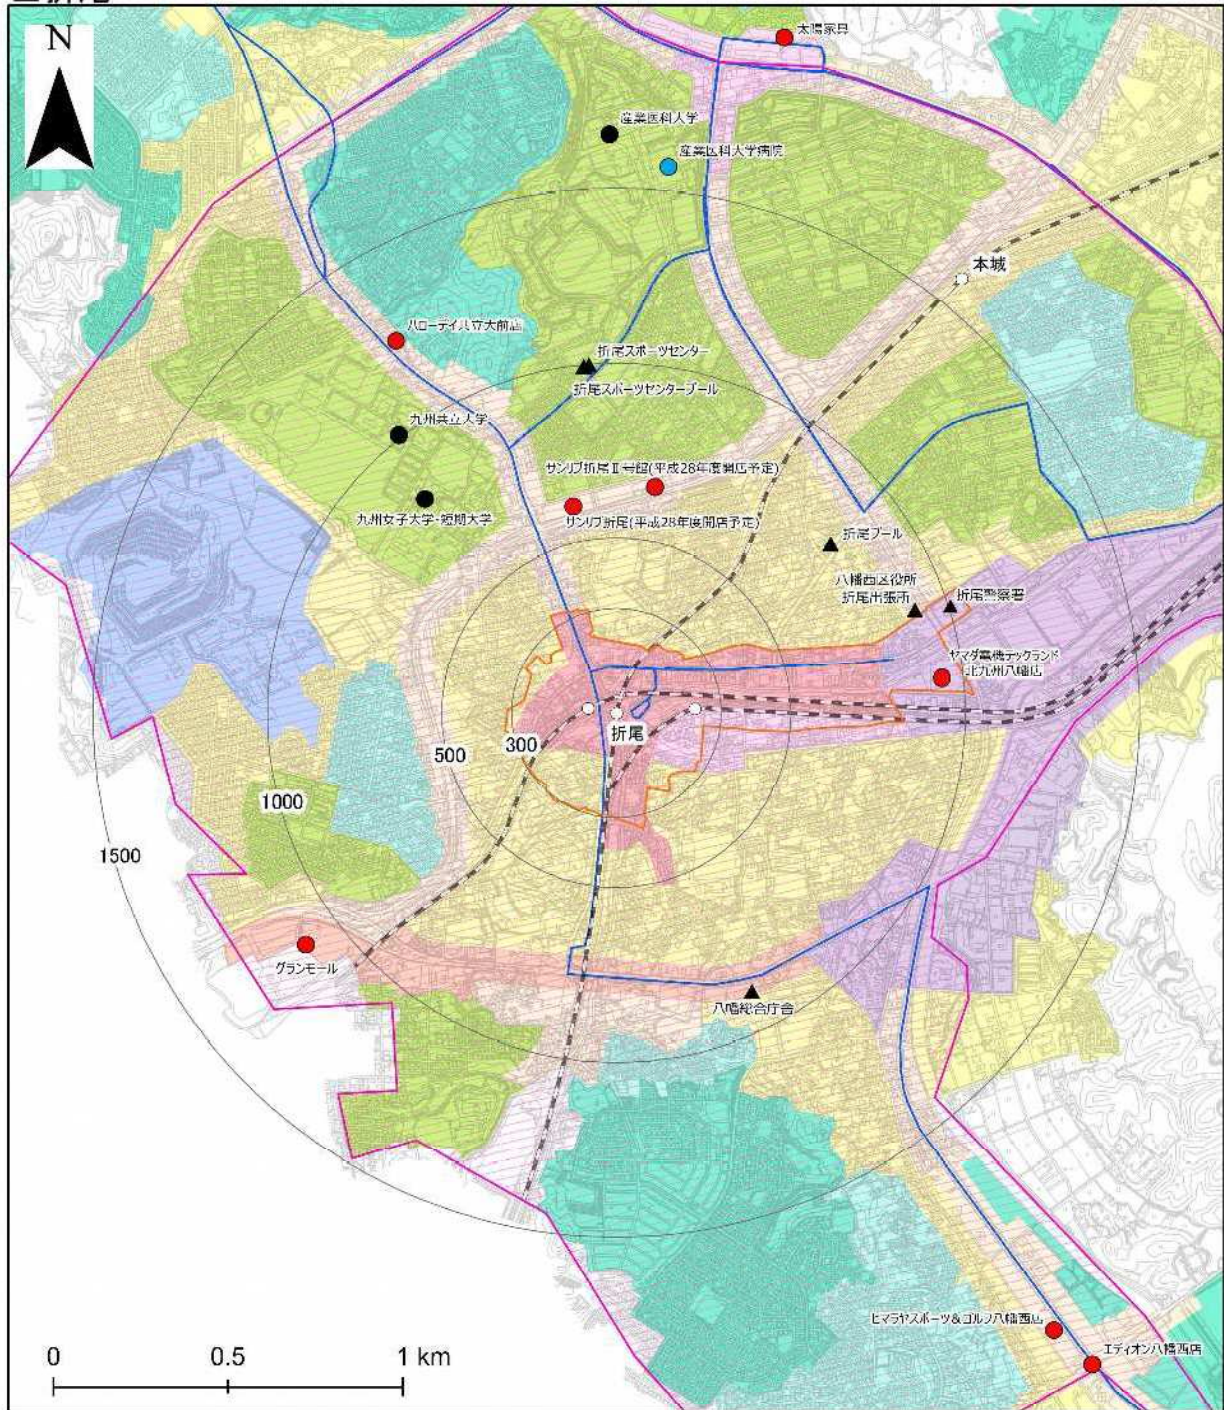 N
太陽家具
産業医科大学
産業医科大学病院
本城
ハローデイ共立大前店
折尾スポーツセンター
折尾スポーツセンタープール
九州共立大学
サンリブ折尾Ⅱ号館(平成28年度開店予定)
九州女子大学・短期大学
サンリブ折尾(平成28年度開店予定)
折尾プール
八幡西区役所
折尾出張所
折尾警察署
ヤマダ電機テックランド
北九州八幡店
折尾
300
500
1000
1500
グランモール
八幡総合庁舎
ヒマラヤスポーツ&ゴルフ八幡西店
エディオン八幡西店
0 0.5 1 km